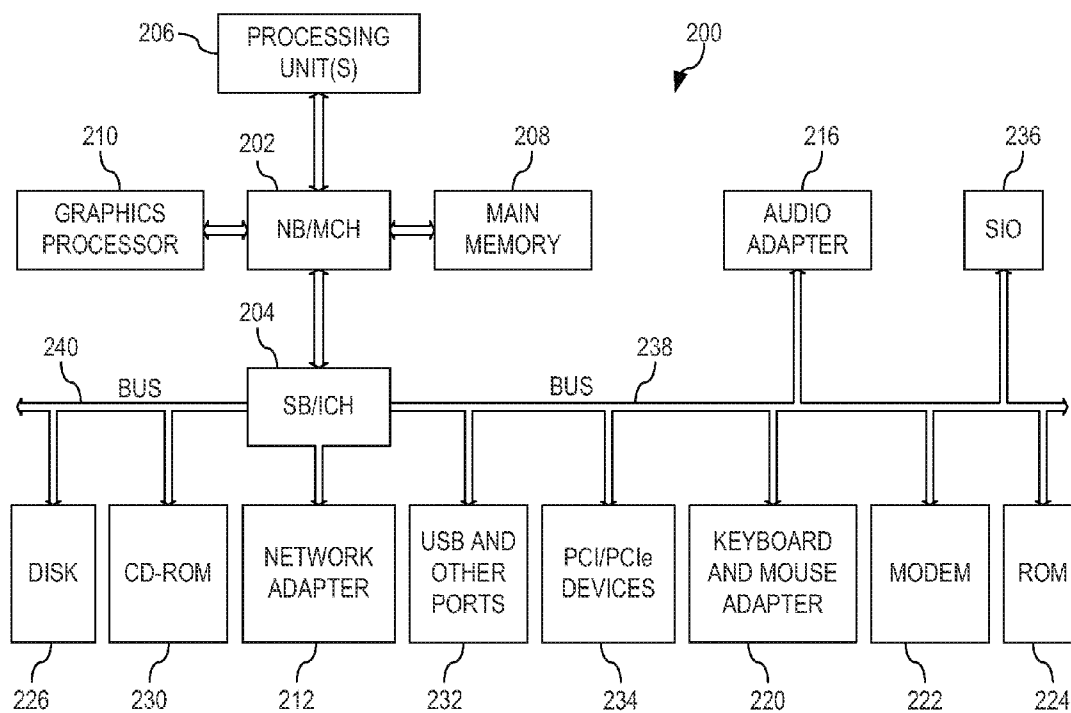 206
PROCESSING
UNIT(S)
200
210
202
208
216
236
GRAPHICS
PROCESSOR
NB/MCH
MAIN
MEMORY
AUDIO
ADAPTER
SIO
204
240
BUS
SB/ICH
BUS
238
DISK
CD-ROM
NETWORK
ADAPTER
USB AND
OTHER
PORTS
PCI/PCIe
DEVICES
KEYBOARD
AND MOUSE
ADAPTER
MODEM
ROM
226
230
212
232
234
220
222
224